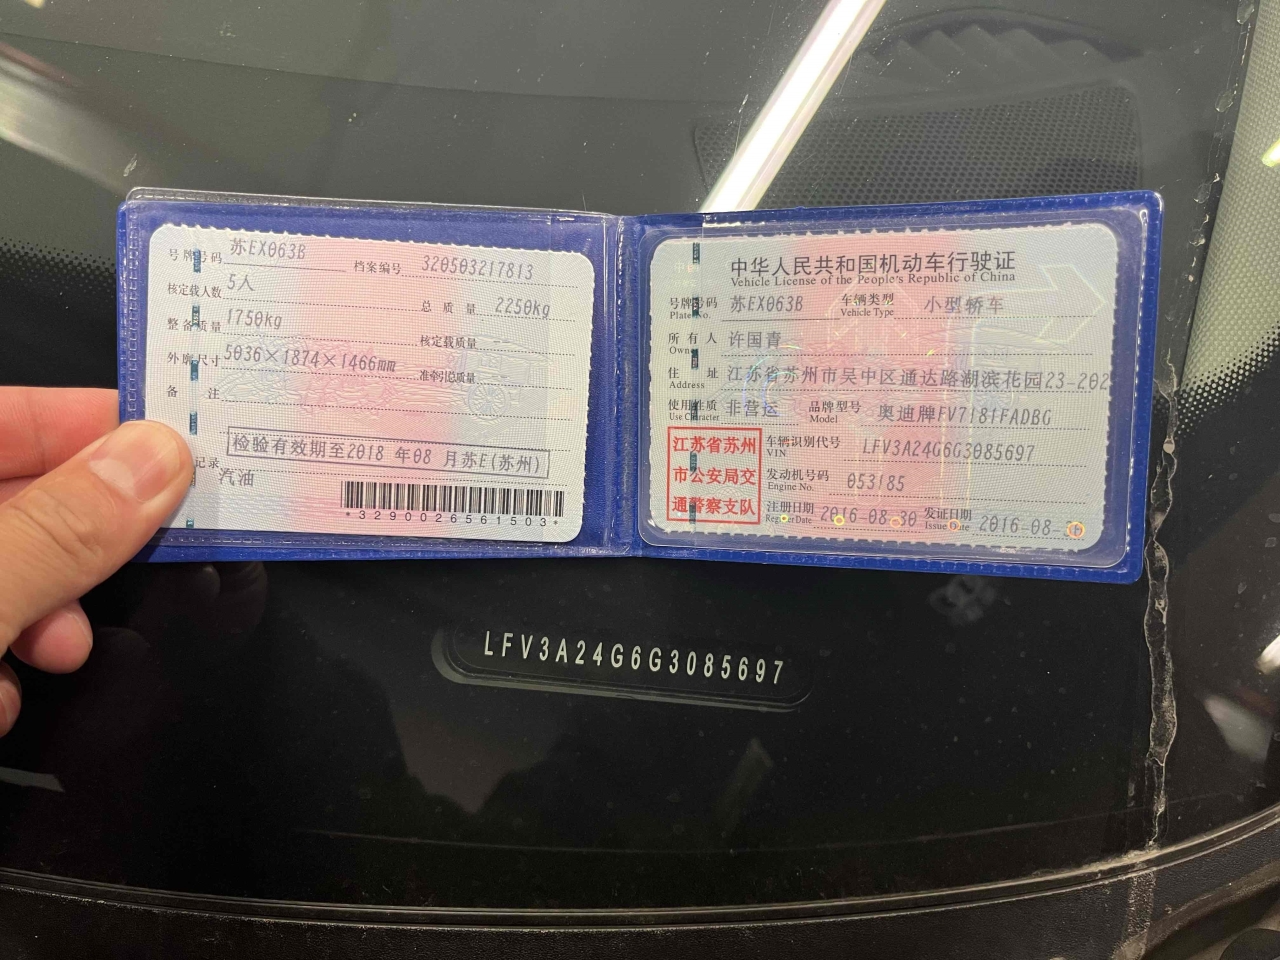 号牌号码 苏EX063B 档案编号 320503217813
核定载人数 5人 总质量 2250kg
整备质量 1750kg 核定载质量 --
外廓尺寸 5036×1874×1466mm 准牵引总质量 --
备注
检验有效期至2018 年08 月苏E(苏州)
记录 汽油
*3290026561503*
中华人民共和国机动车行驶证
Vehicle License of the People's Republic of China
号牌号码 苏EX063B 车辆类型 小型轿车
Plate No. Vehicle Type
所有人 许国青
Owner
住址 江苏省苏州市吴中区通达路湖滨花园23-202
Address
使用性质 非营运 品牌型号 奥迪牌FV7181FADBG
Use Character Model
江苏省苏州
市公安局交
通警察支队
车辆识别代号 LFV3A24G6G3085697
VIN
发动机号码 053185
Engine No.
注册日期 2016-08-30 发证日期 2016-08-
Register Date Issue Date
LFV3A24G6G3085697